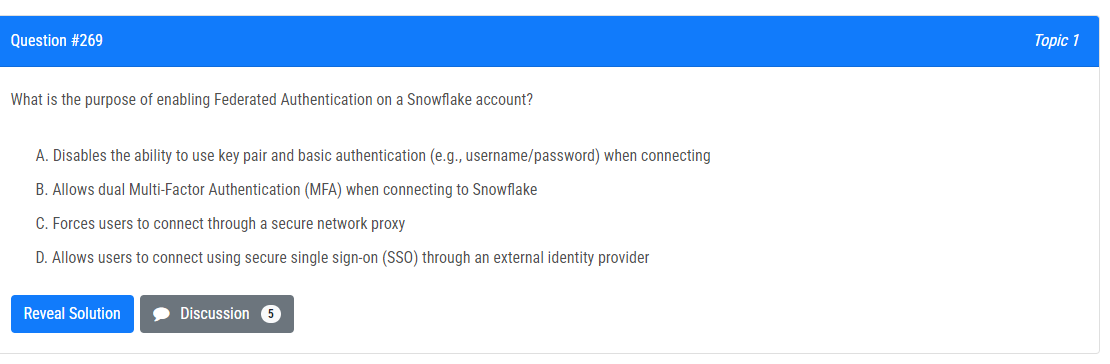 Question #269
Topic 1
What is the purpose of enabling Federated Authentication on a Snowflake account?
A. Disables the ability to use key pair and basic authentication (e.g., username/password) when connecting
B. Allows dual Multi-Factor Authentication (MFA) when connecting to Snowflake
C. Forces users to connect through a secure network proxy
D. Allows users to connect using secure single sign-on (SSO) through an external identity provider
Reveal Solution
Discussion 5